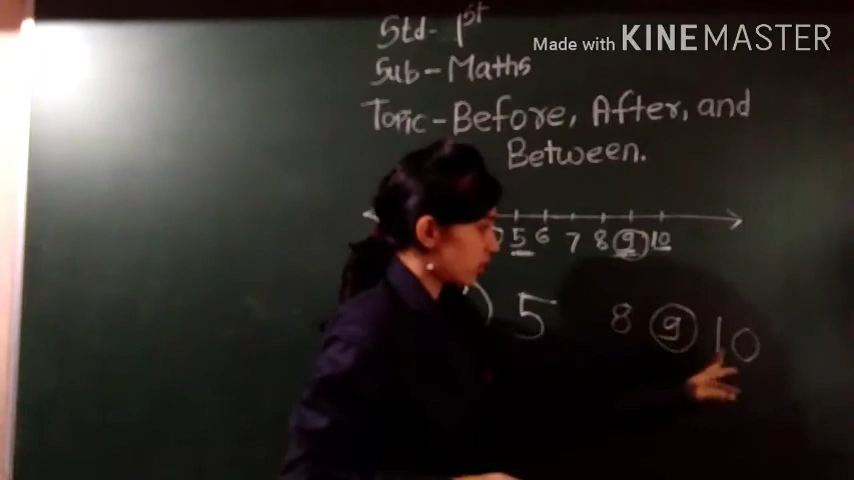 Std- 1st
Made with KINEMASTER
Sub-Maths
Topic-Before, After, and
Between.
5 6 7 8 9 10
5 8 9 10